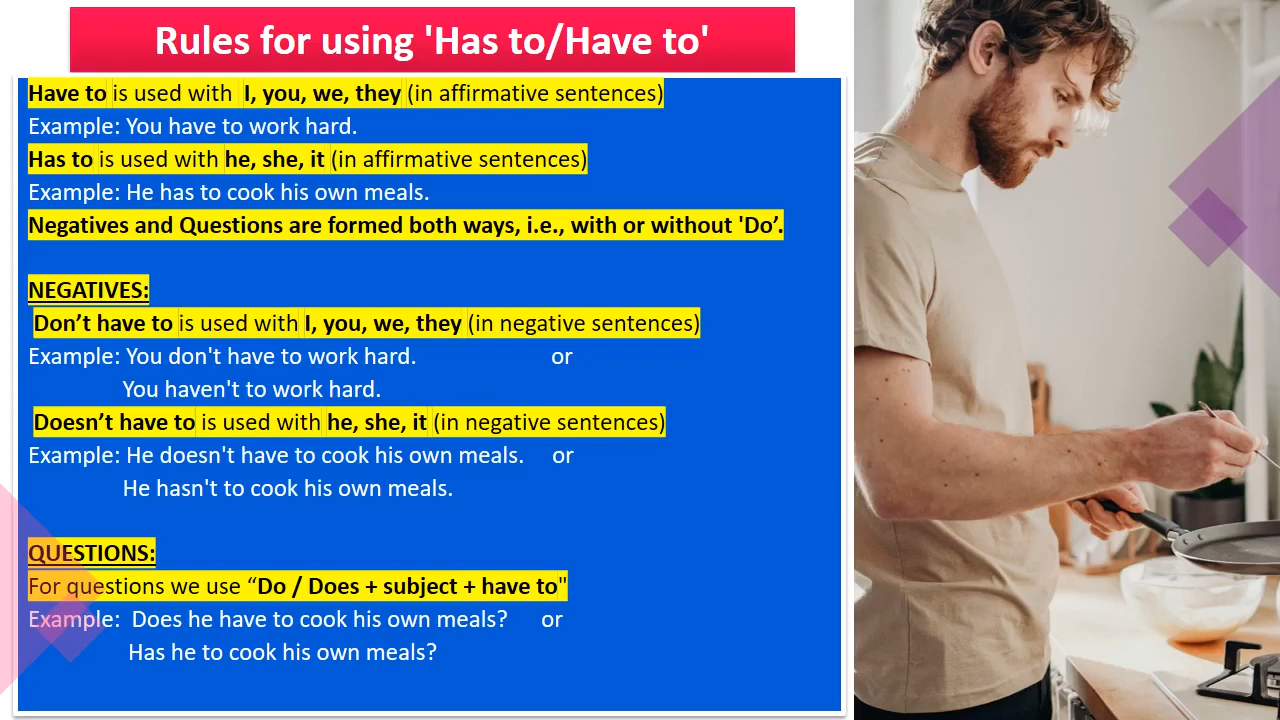 Rules for using 'Has to/Have to'
Have to is used with I, you, we, they (in affirmative sentences)
Example: You have to work hard.
Has to is used with he, she, it (in affirmative sentences)
Example: He has to cook his own meals.
Negatives and Questions are formed both ways, i.e., with or without 'Do’.
NEGATIVES:
Don’t have to is used with I, you, we, they (in negative sentences)
Example: You don't have to work hard. or
You haven't to work hard.
Doesn’t have to is used with he, she, it (in negative sentences)
Example: He doesn't have to cook his own meals. or
He hasn't to cook his own meals.
QUESTIONS:
For questions we use “Do / Does + subject + have to"
Example: Does he have to cook his own meals? or
Has he to cook his own meals?